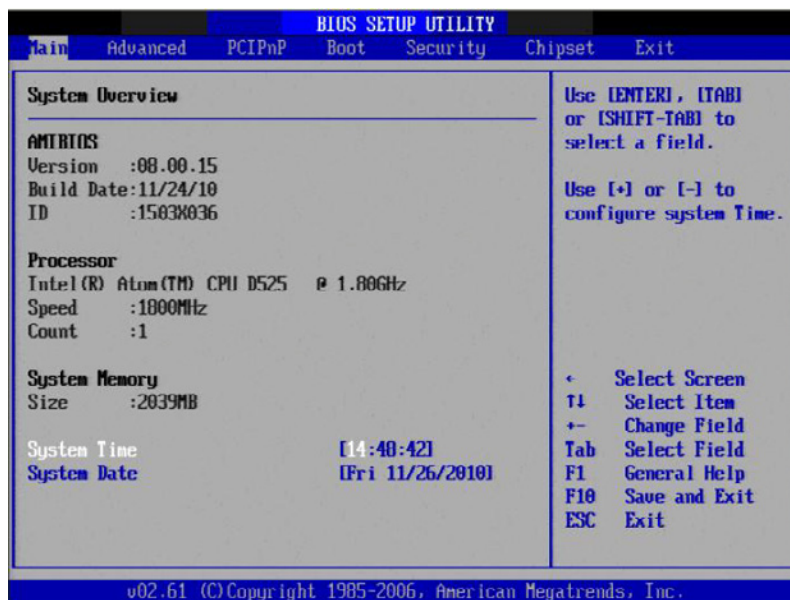 BIOS SETUP UTILITY
Main Advanced PCIPnP Boot Security Chipset Exit
System Overview
AMIBIOS
Version :08.00.15
Build Date:11/24/10
ID :1503X036
Processor
Intel(R) Atom(TM) CPU D525 @ 1.80GHz
Speed :1800MHz
Count :1
System Memory
Size :2039MB
System Time [14:40:42]
System Date [Fri 11/26/2010]
Use [ENTER], [TAB]
or [SHIFT-TAB] to
select a field.
Use [+] or [-] to
configure system Time.
← Select Screen
↑↓ Select Item
+- Change Field
Tab Select Field
F1 General Help
F10 Save and Exit
ESC Exit
v02.61 (C)Copyright 1985-2006, American Megatrends, Inc.